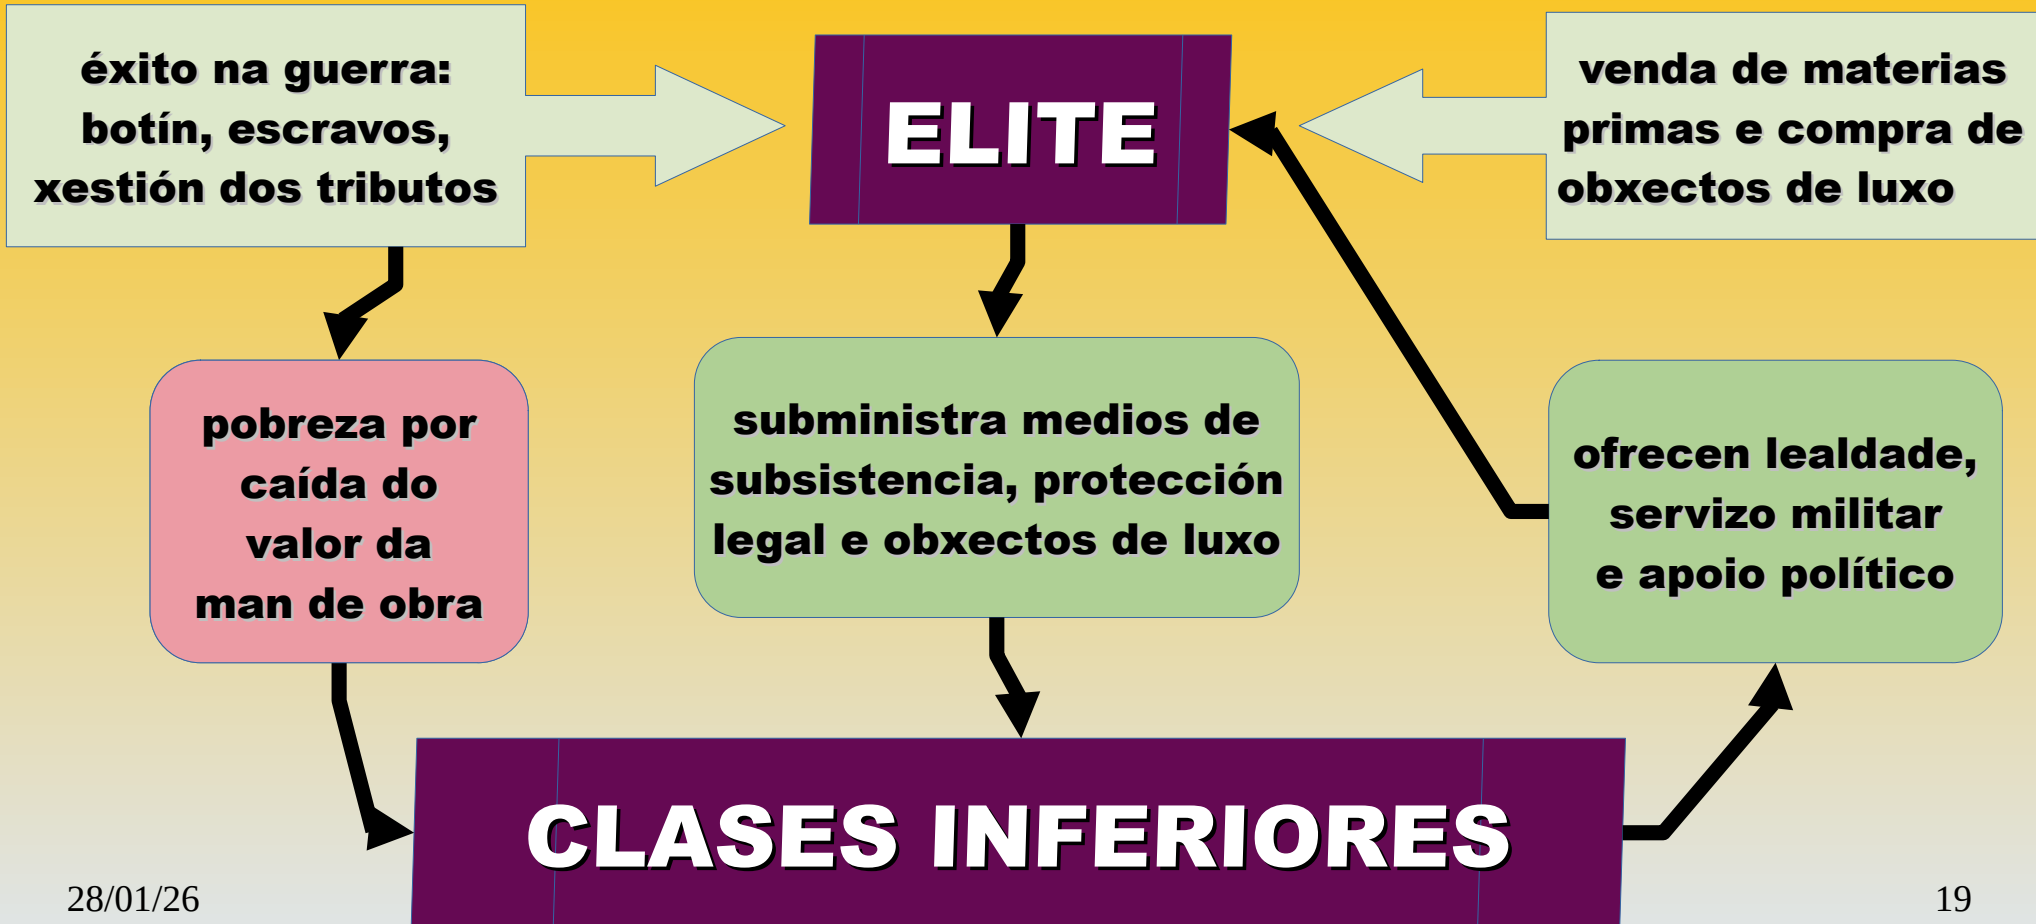 éxito na guerra:
botín, escravos,
xestión dos tributos
ELITE
venda de materias
primas e compra de
obxectos de luxo
pobreza por
caída do
valor da
man de obra
subministra medios de
subsistencia, protección
legal e obxectos de luxo
ofrecen lealdade,
servizo militar
e apoio político
CLASES INFERIORES
28/01/26
19